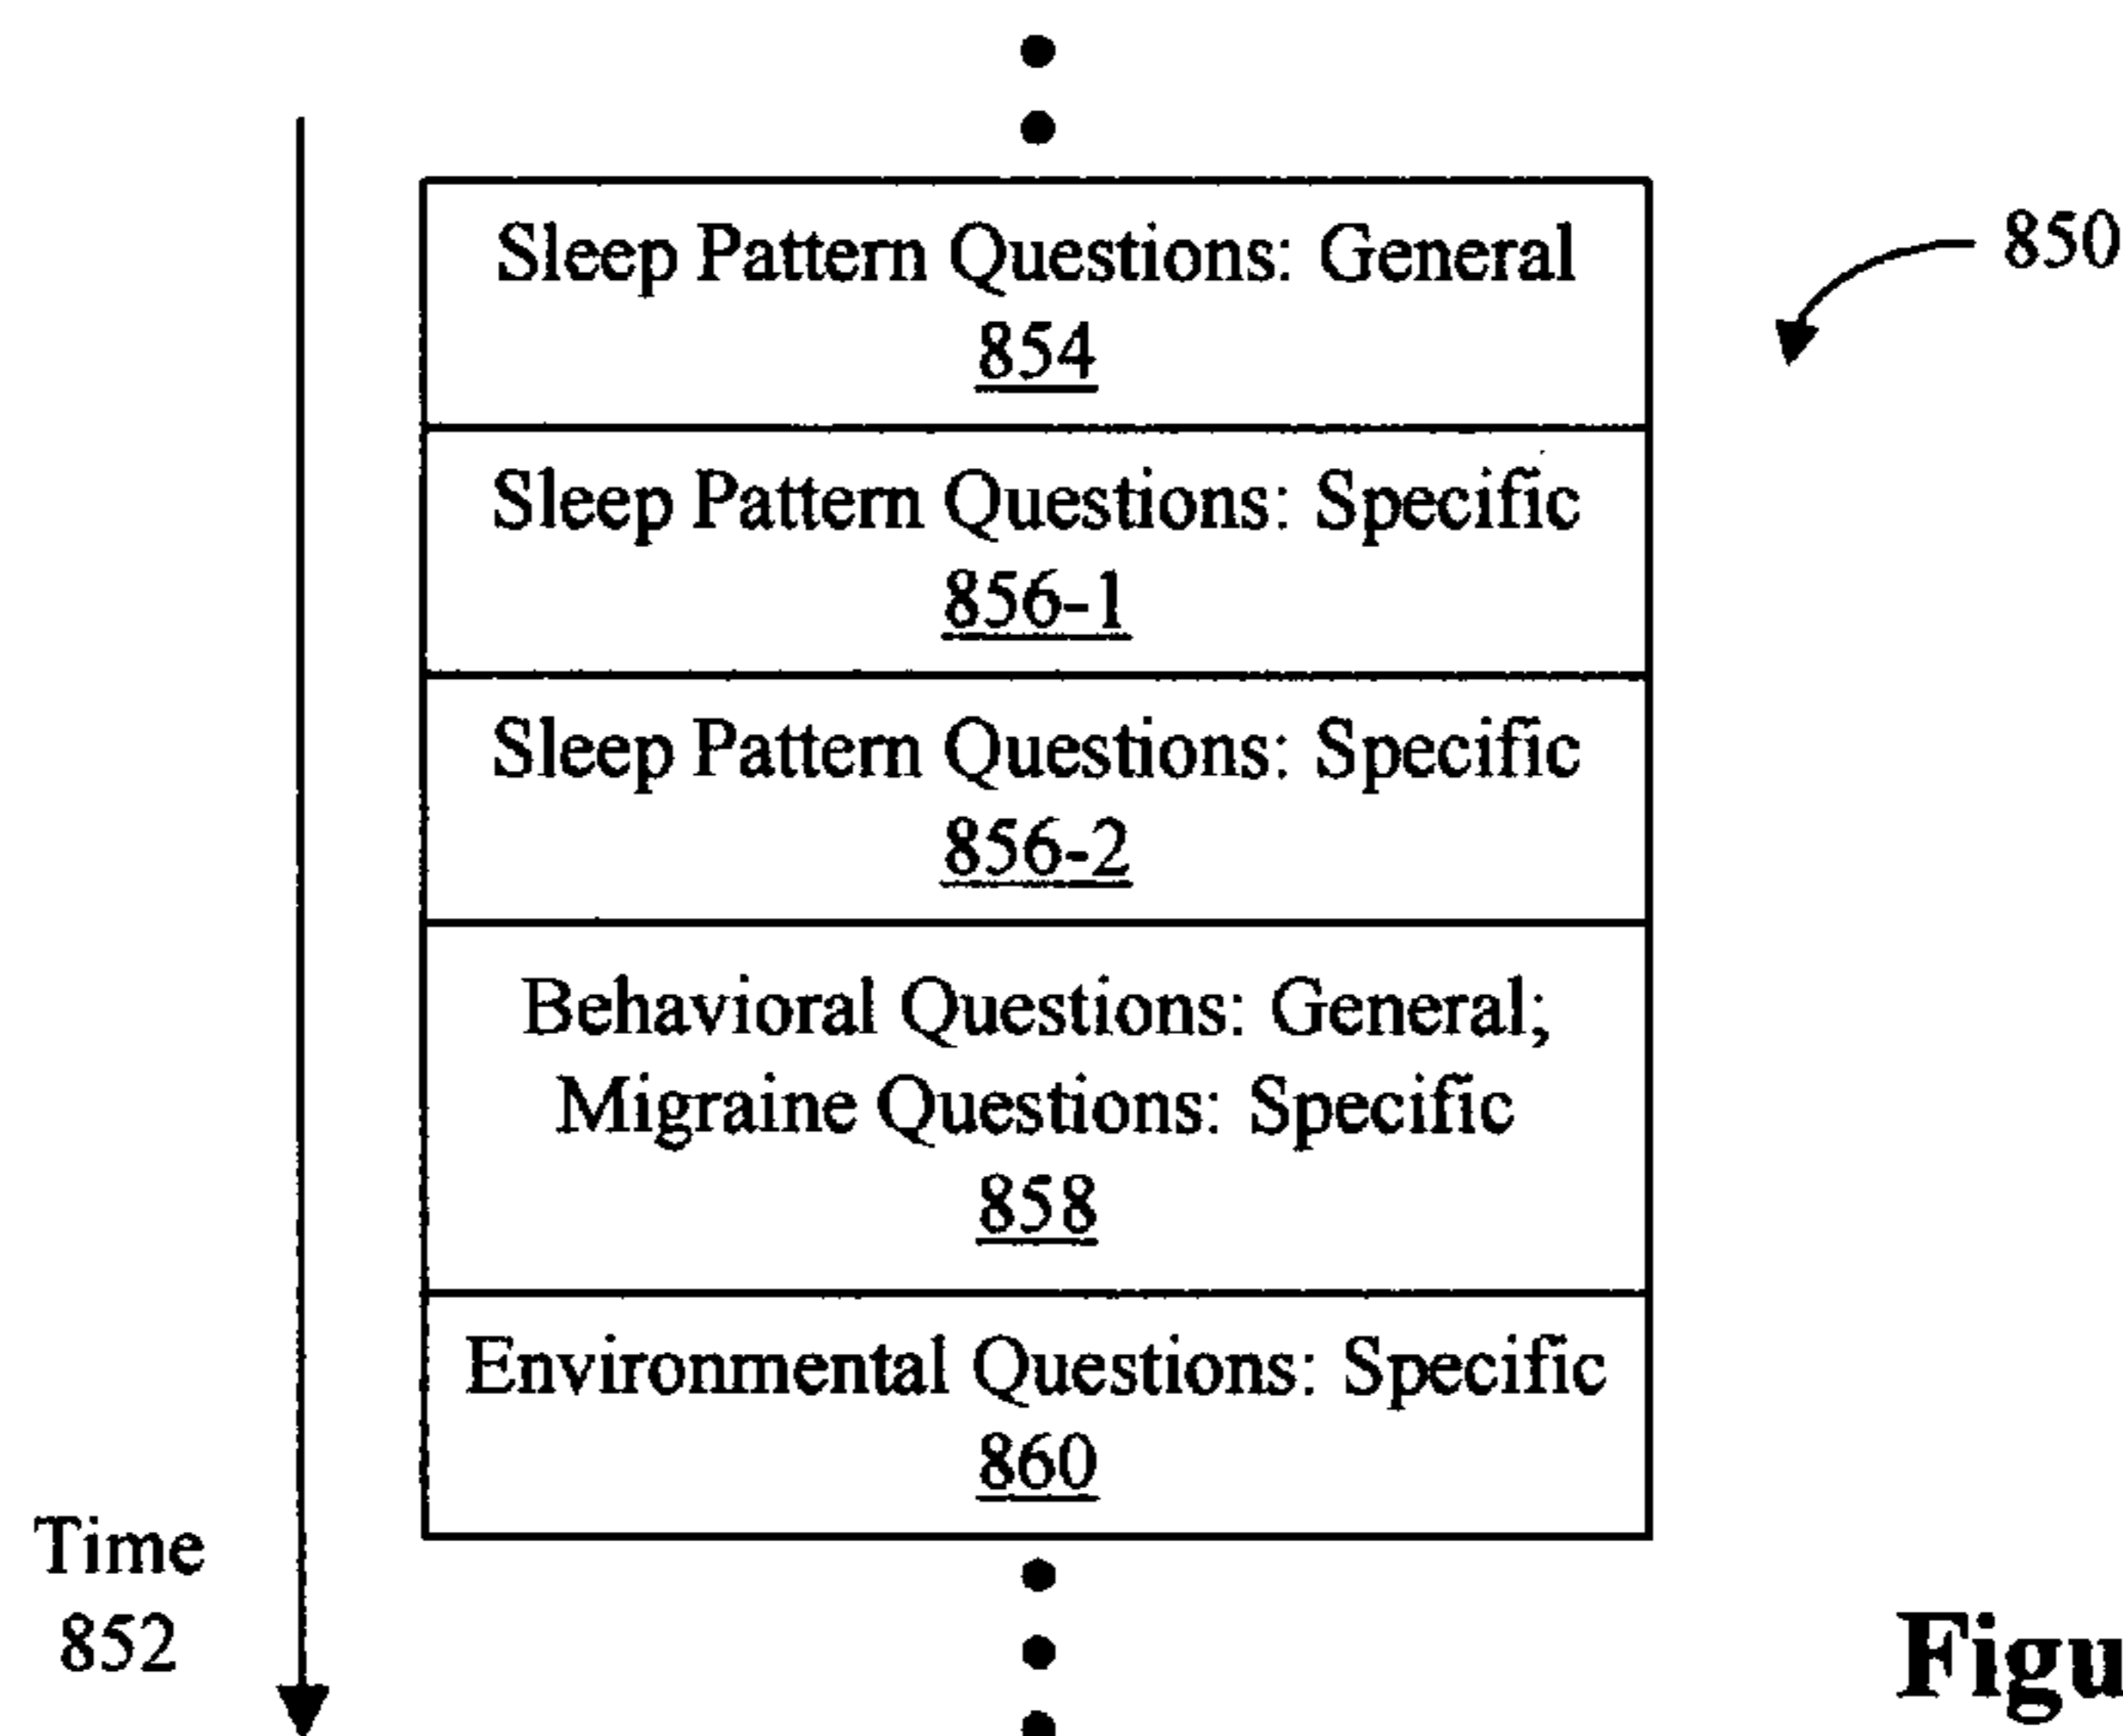 Sleep Pattern Questions: General
854
850
Sleep Pattern Questions: Specific
856-1
Sleep Pattern Questions: Specific
856-2
Behavioral Questions: General;
Migraine Questions: Specific
858
Environmental Questions: Specific
860
Time
852